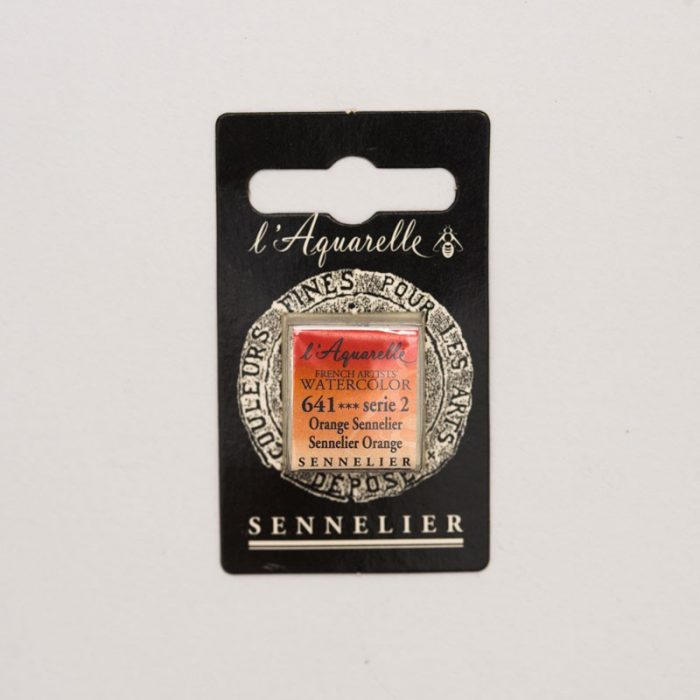 l'Aquarelle
COULEURS FINES POUR LES ARTS
l'Aquarelle
FRENCH ARTISTS'
WATERCOLOR
641 *** serie 2
Orange Sennelier
Sennelier Orange
SENNELIER
DÉPOSÉ
SENNELIER